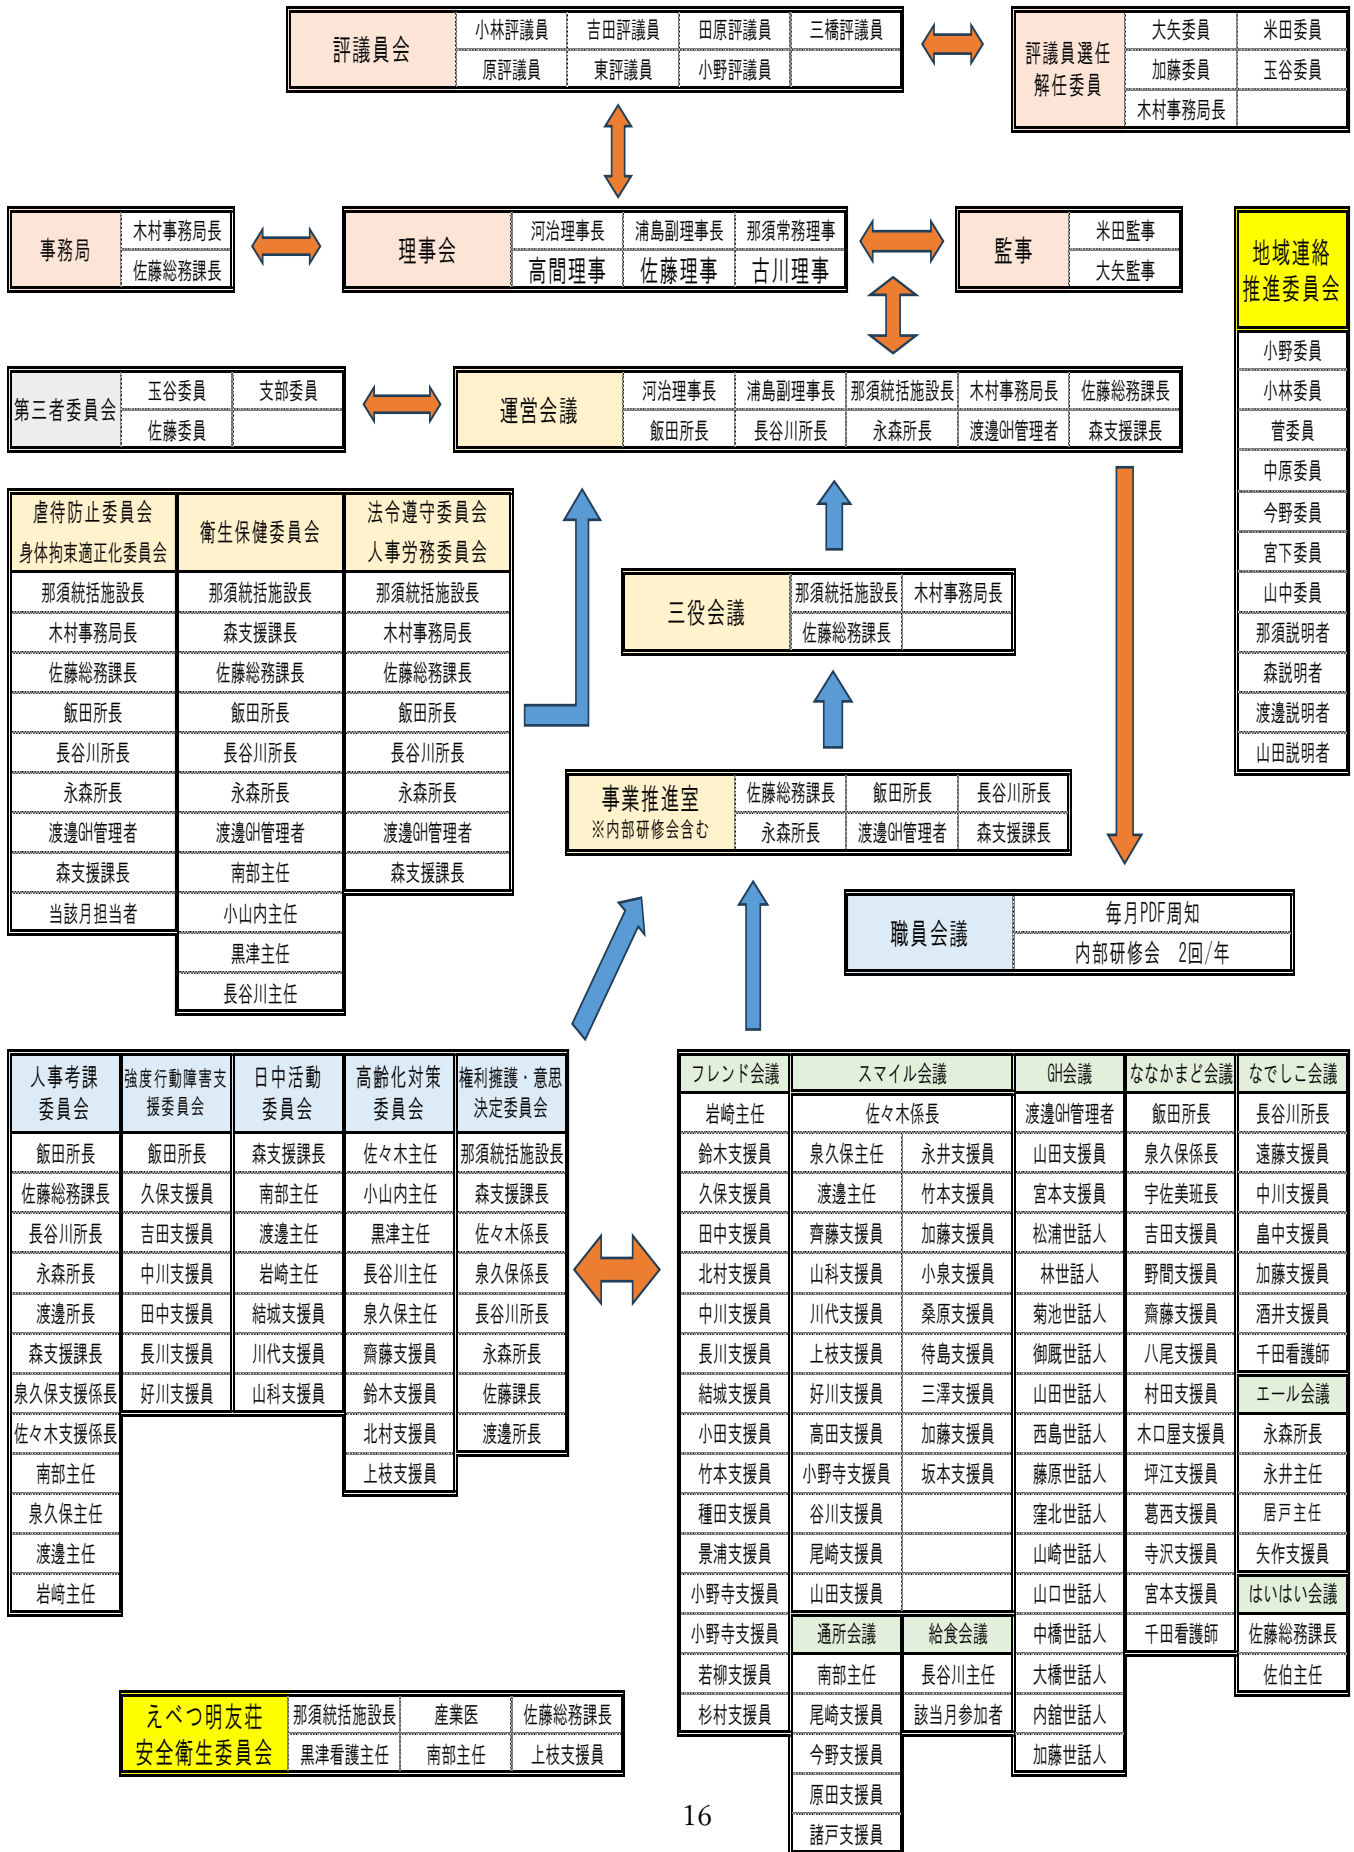 評議員会
小林評議員 吉田評議員 田原評議員 三橋評議員
原評議員 東評議員 小野評議員
評議員選任
解任委員
大矢委員 米田委員
加藤委員 玉谷委員
木村事務局長
事務局
木村事務局長
佐藤総務課長
理事会
河治理事長 浦島副理事長 那須常務理事
高間理事 佐藤理事 古川理事
監事
米田監事
大矢監事
地域連絡
推進委員会
小野委員
小林委員
菅委員
中原委員
今野委員
宮下委員
山中委員
那須説明者
森説明者
渡邊説明者
山田説明者
第三者委員会
玉谷委員 支部委員
佐藤委員
運営会議
河治理事長 浦島副理事長 那須統括施設長 木村事務局長 佐藤総務課長
飯田所長 長谷川所長 永森所長 渡邊GH管理者 森支援課長
虐待防止委員会
身体拘束適正化委員会
那須統括施設長
木村事務局長
佐藤総務課長
飯田所長
長谷川所長
永森所長
渡邊GH管理者
森支援課長
当該月担当者
衛生保健委員会
那須統括施設長
森支援課長
佐藤総務課長
飯田所長
長谷川所長
永森所長
渡邊GH管理者
南部主任
小山内主任
黒津主任
長谷川主任
法令遵守委員会
人事労務委員会
那須統括施設長
木村事務局長
佐藤総務課長
飯田所長
長谷川所長
永森所長
渡邊GH管理者
森支援課長
三役会議
那須統括施設長 木村事務局長
佐藤総務課長
事業推進室
※内部研修会含む
佐藤総務課長 飯田所長 長谷川所長
永森所長 渡邊GH管理者 森支援課長
職員会議
毎月PDF周知
内部研修会 2回/年
人事考課
委員会
飯田所長
佐藤総務課長
長谷川所長
永森所長
渡邊所長
森支援課長
泉久保支援係長
佐々木支援係長
南部主任
泉久保主任
渡邊主任
岩﨑主任
強度行動障害支
援委員会
飯田所長
久保支援員
吉田支援員
中川支援員
田中支援員
長川支援員
好川支援員
日中活動
委員会
森支援課長
南部主任
渡邊主任
岩崎主任
結城支援員
川代支援員
山科支援員
高齢化対策
委員会
佐々木主任
小山内主任
黒津主任
長谷川主任
泉久保主任
齋藤支援員
鈴木支援員
北村支援員
上枝支援員
権利擁護・意思
決定委員会
那須統括施設長
森支援課長
佐々木係長
泉久保係長
長谷川所長
永森所長
佐藤課長
渡邊所長
フレンド会議
岩崎主任
鈴木支援員
久保支援員
田中支援員
北村支援員
中川支援員
長川支援員
結城支援員
小田支援員
竹本支援員
種田支援員
景浦支援員
小野寺支援員
小野寺支援員
若柳支援員
杉村支援員
スマイル会議
佐々木係長
泉久保主任 永井支援員
渡邊主任 竹本支援員
齊藤支援員 加藤支援員
山科支援員 小泉支援員
川代支援員 桑原支援員
上枝支援員 待島支援員
好川支援員 三澤支援員
高田支援員 加藤支援員
小野寺支援員 坂本支援員
谷川支援員
尾崎支援員
山田支援員
通所会議
南部主任
尾崎支援員
今野支援員
原田支援員
諸戸支援員
給食会議
長谷川主任
該当月参加者
GH会議
渡邊GH管理者
山田支援員
宮本支援員
松浦世話人
林世話人
菊池世話人
御厩世話人
山田世話人
西島世話人
藤原世話人
窪北世話人
山崎世話人
山口世話人
中橋世話人
大橋世話人
内舘世話人
加藤世話人
ななかまど会議
飯田所長
泉久保係長
宇佐美班長
吉田支援員
野間支援員
齋藤支援員
八尾支援員
村田支援員
木口屋支援員
坪江支援員
葛西支援員
寺沢支援員
宮本支援員
千田看護師
なでしこ会議
長谷川所長
遠藤支援員
中川支援員
畠中支援員
加藤支援員
酒井支援員
千田看護師
エール会議
永森所長
永井主任
居戸主任
矢作支援員
はいはい会議
佐藤総務課長
佐伯主任
えべつ明友荘
安全衛生委員会
那須統括施設長 産業医 佐藤総務課長
黒津看護主任 南部主任 上枝支援員
16